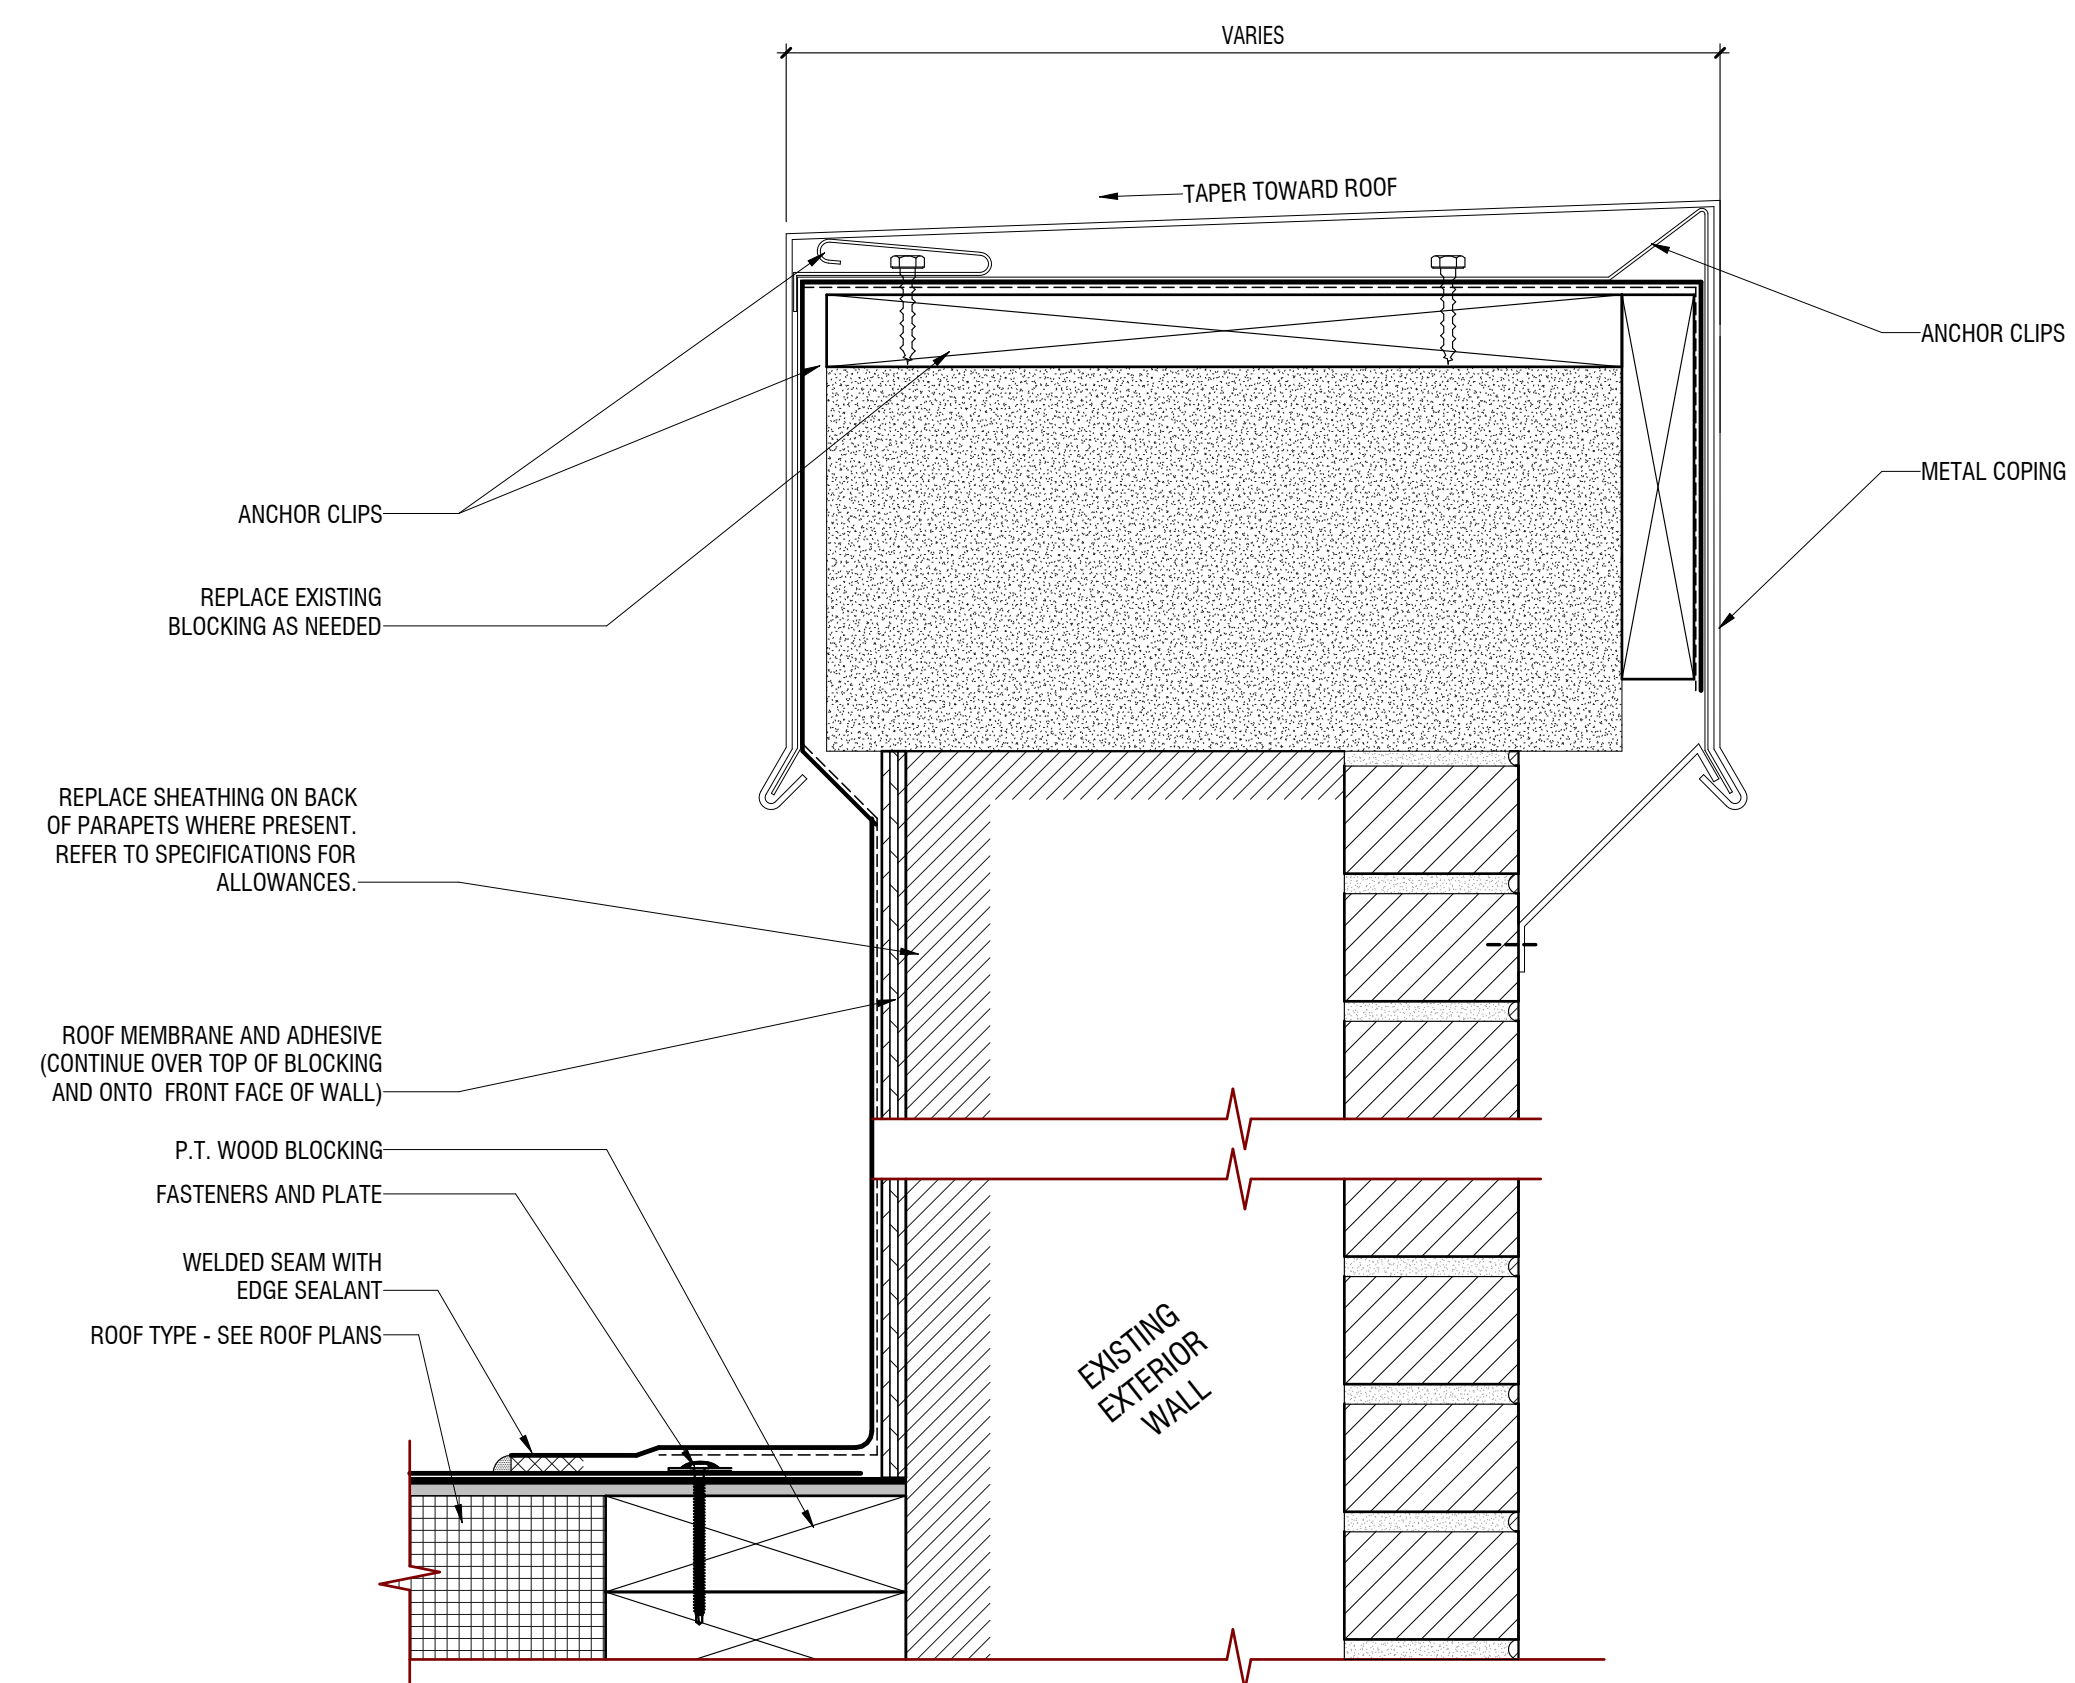 VARIES
TAPER TOWARD ROOF
ANCHOR CLIPS
METAL COPING
ANCHOR CLIPS
REPLACE EXISTING
BLOCKING AS NEEDED
REPLACE SHEATHING ON BACK
OF PARAPETS WHERE PRESENT.
REFER TO SPECIFICATIONS FOR
ALLOWANCES.
ROOF MEMBRANE AND ADHESIVE
(CONTINUE OVER TOP OF BLOCKING
AND ONTO FRONT FACE OF WALL)
P.T. WOOD BLOCKING
FASTENERS AND PLATE
WELDED SEAM WITH
EDGE SEALANT
ROOF TYPE - SEE ROOF PLANS
EXISTING
EXTERIOR
WALL